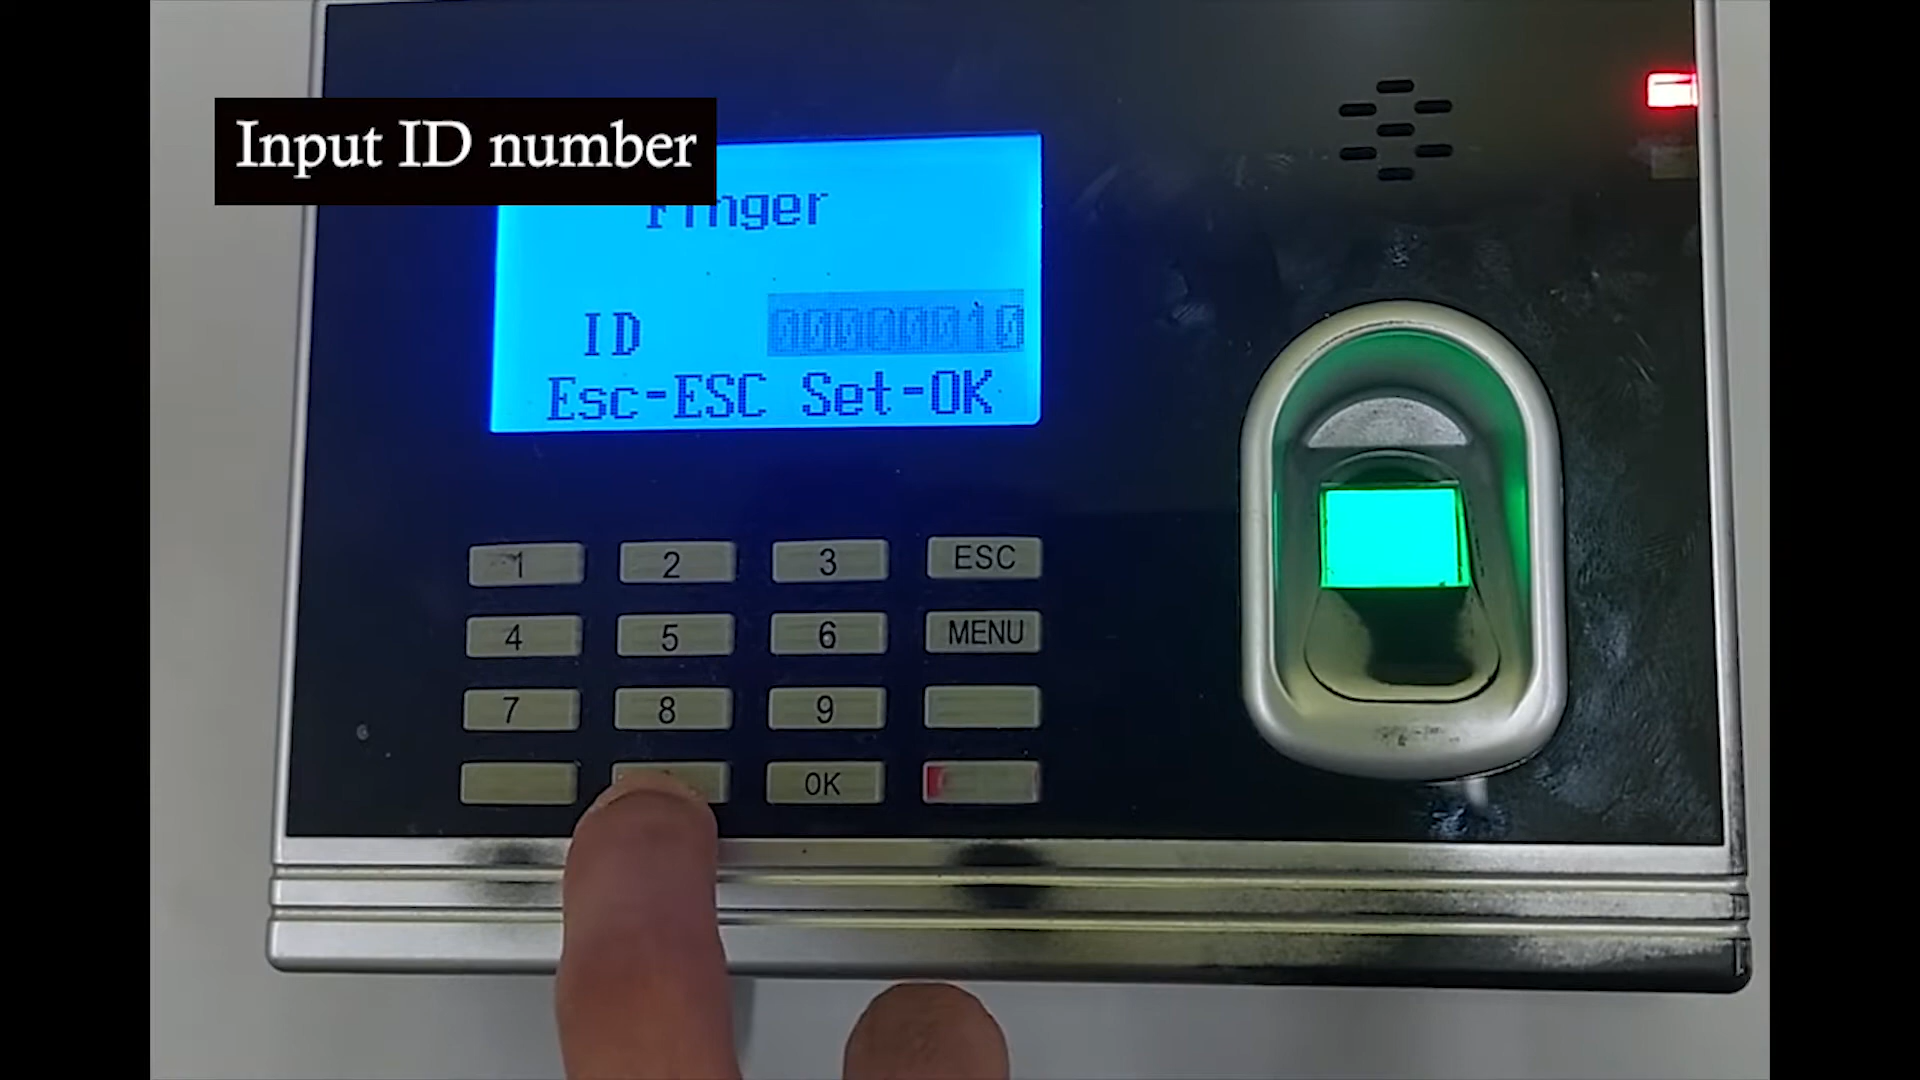 Input ID number
Finger
ID 00000010
Esc-ESC Set-OK
1 2 3 ESC
4 5 6 MENU
7 8 9
OK